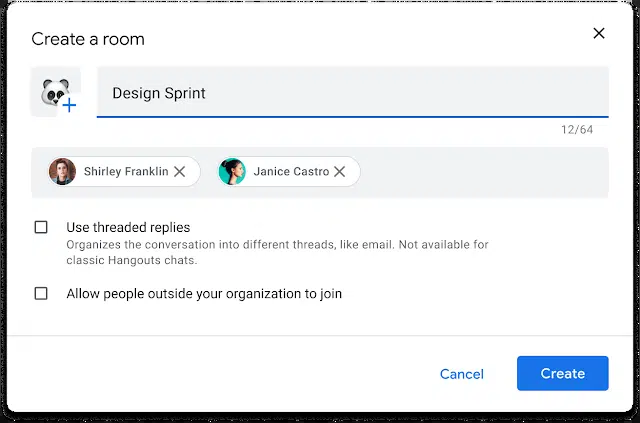 Create a room
Design Sprint
12/64
Shirley Franklin
Janice Castro
Use threaded replies
Organizes the conversation into different threads, like email. Not available for
classic Hangouts chats.
Allow people outside your organization to join
Cancel
Create